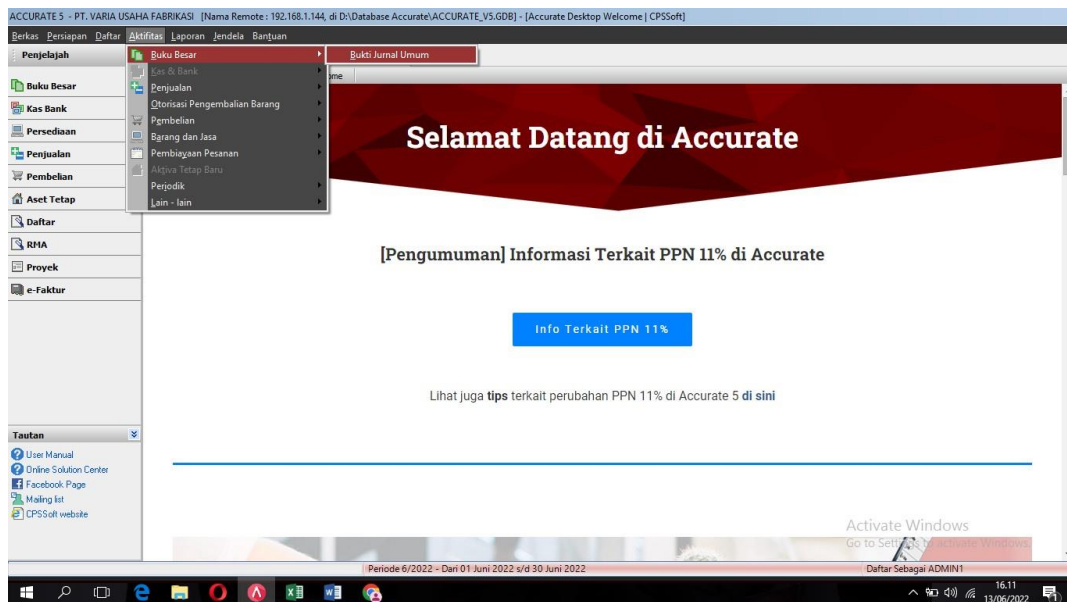 ACCURATE 5 - PT. VARIA USAHA FABRIKASI [Nama Remote : 192.168.1.144, di D:\Database Accurate\ACCURATE_V5.GDB] - [Accurate Desktop Welcome | CPSSoft]
Berkas Persiapan Daftar Aktifitas Laporan Jendela Bantuan
Penjelajah
Buku Besar
Kas Bank
Persediaan
Penjualan
Pembelian
Aset Tetap
Daftar
RMA
Proyek
e-Faktur
Buku Besar
Kas & Bank
Penjualan
Otorisasi Pengembalian Barang
Pembelian
Barang dan Jasa
Pembiayaan Pesanan
Aktiva Tetap Baru
Periodik
Lain - lain
Bukti Jurnal Umum
Selamat Datang di Accurate
[Pengumuman] Informasi Terkait PPN 11% di Accurate
Info Terkait PPN 11%
Lihat juga tips terkait perubahan PPN 11% di Accurate 5 di sini
Tautan
User Manual
Online Solution Center
Facebook Page
Mailing list
CPSSoft website
Activate Windows
Go to Settings to activate Windows.
Periode 6/2022 - Dari 01 Juni 2022 s/d 30 Juni 2022
Daftar Sebagai ADMIN1
16.11
13/06/2022